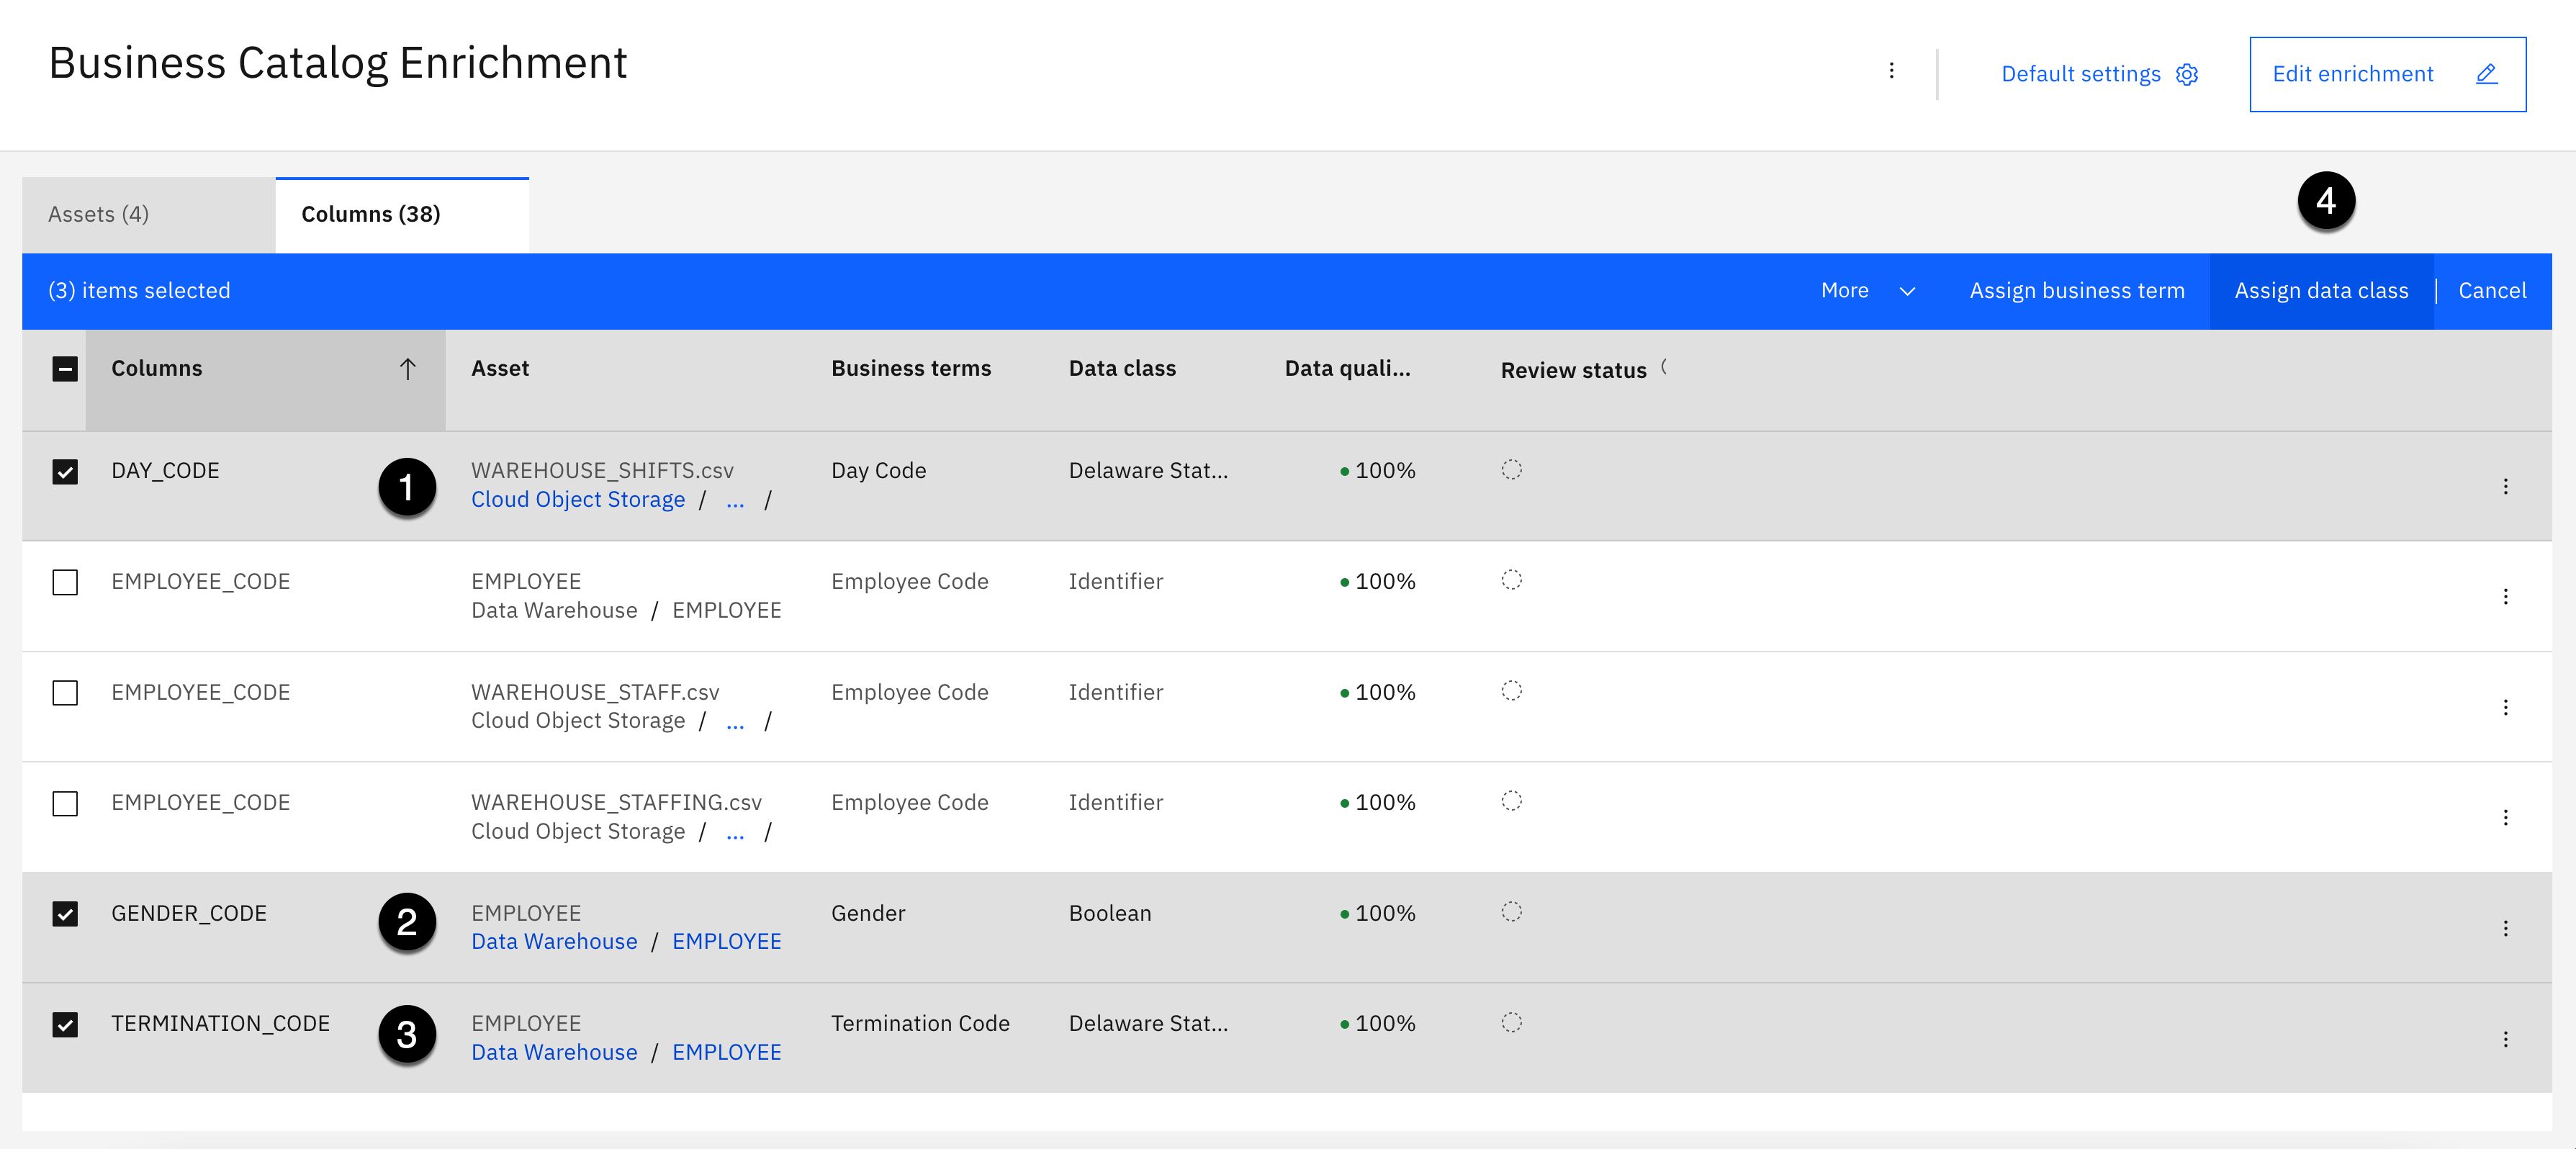 Business Catalog Enrichment
Default settings
Edit enrichment
Assets (4)
Columns (38)
4
(3) items selected
More
Assign business term
Assign data class
Cancel
Columns
Asset
Business terms
Data class
Data quali...
Review status
DAY_CODE
1
WAREHOUSE_SHIFTS.csv
Cloud Object Storage / ... /
Day Code
Delaware Stat...
100%
EMPLOYEE_CODE
EMPLOYEE
Data Warehouse / EMPLOYEE
Employee Code
Identifier
100%
EMPLOYEE_CODE
WAREHOUSE_STAFF.csv
Cloud Object Storage / ... /
Employee Code
Identifier
100%
EMPLOYEE_CODE
WAREHOUSE_STAFFING.csv
Cloud Object Storage / ... /
Employee Code
Identifier
100%
GENDER_CODE
2
EMPLOYEE
Data Warehouse / EMPLOYEE
Gender
Boolean
100%
TERMINATION_CODE
3
EMPLOYEE
Data Warehouse / EMPLOYEE
Termination Code
Delaware Stat...
100%